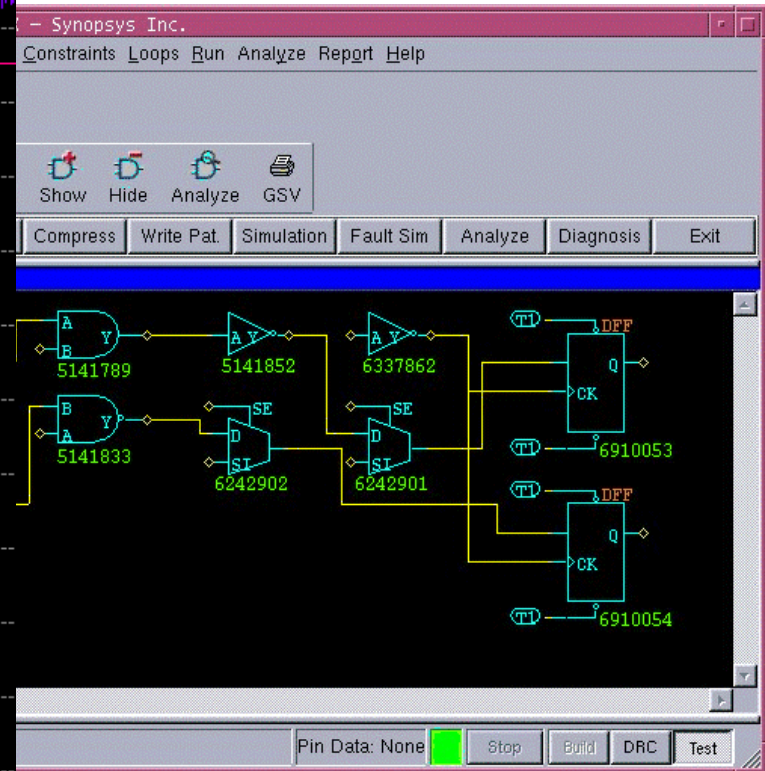 - Synopsys Inc.
Constraints Loops Run Analyze Report Help
Show Hide Analyze GSV
Compress Write Pat. Simulation Fault Sim Analyze Diagnosis Exit
T1 DFF
A B Y A Y A Y Q
5141789 5141852 6337862
CK
B A Y SE SE
D D
5141833 SI SI T1 6910053
6242902 6242901
T1 DFF
Q
CK
T1 6910054
Pin Data: None Stop Build DRC Test